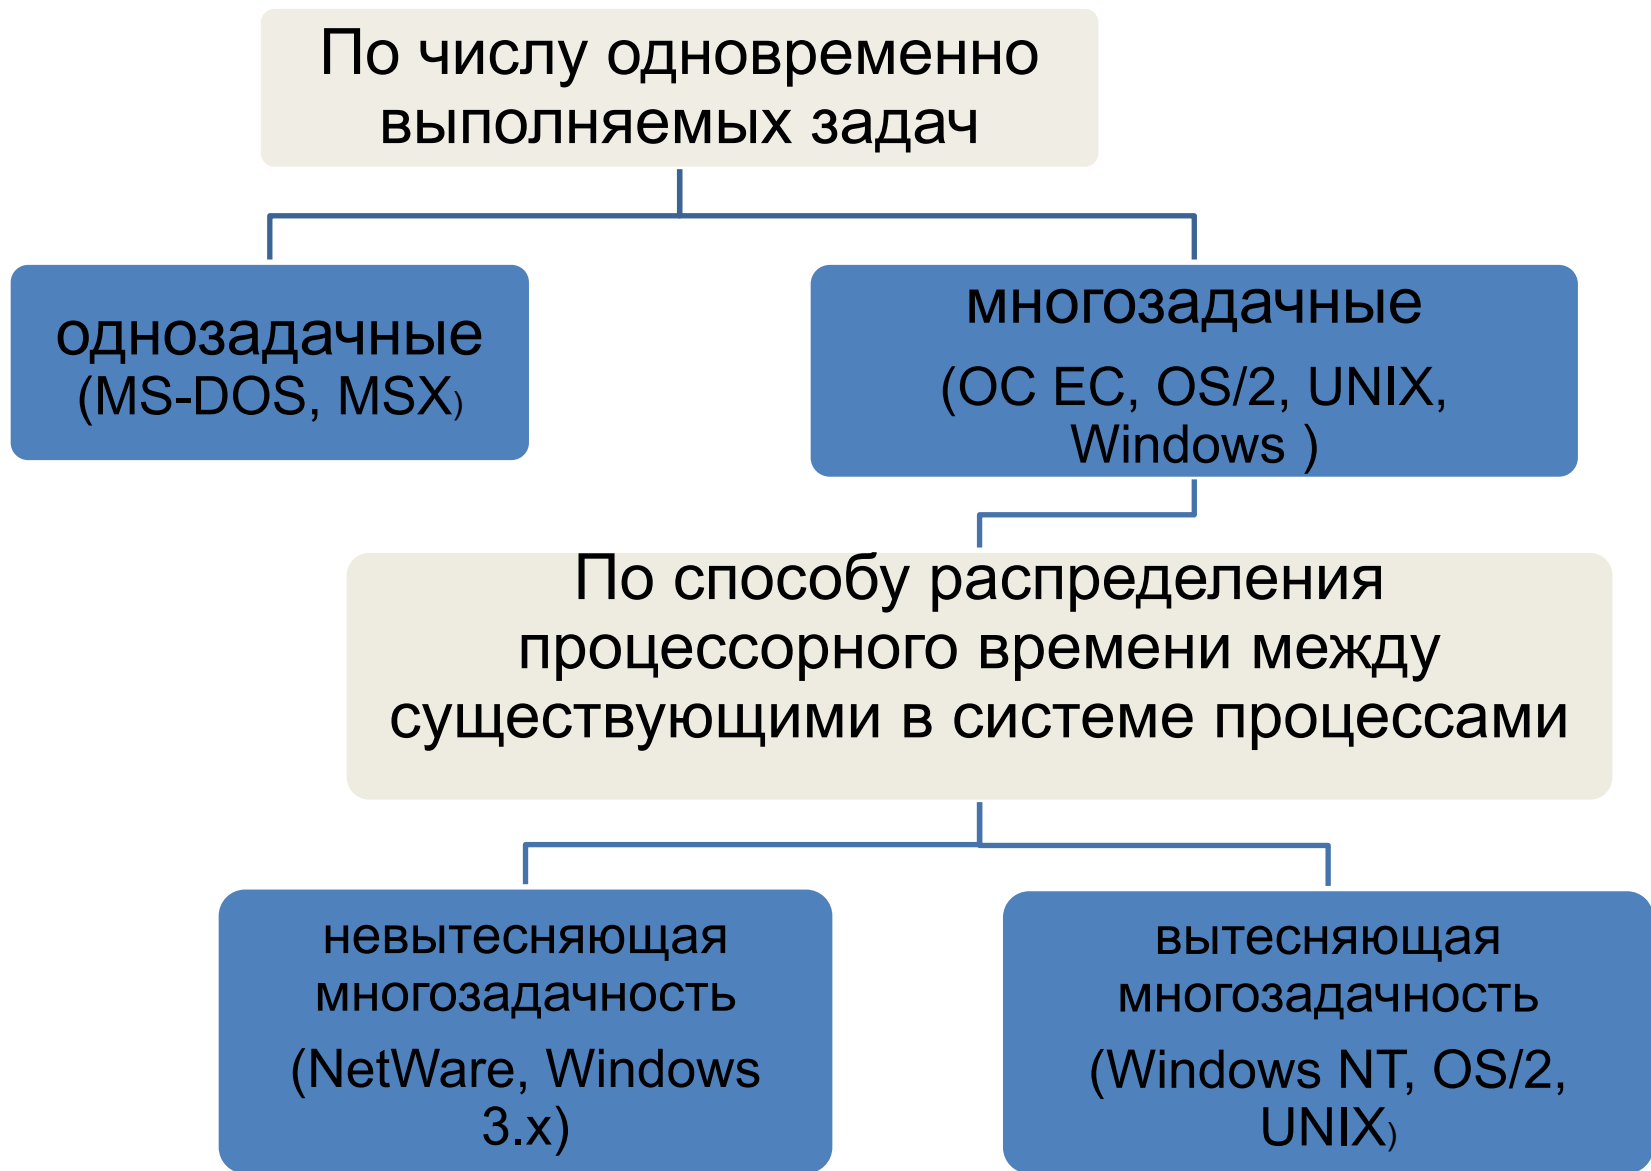 По числу одновременно
выполняемых задач
однозадачные
(MS-DOS, MSX)
многозадачные
(ОС ЕС, OS/2, UNIX,
Windows )
По способу распределения
процессорного времени между
существующими в системе процессами
невытесняющая
многозадачность
(NetWare, Windows
3.x)
вытесняющая
многозадачность
(Windows NT, OS/2,
UNIX)